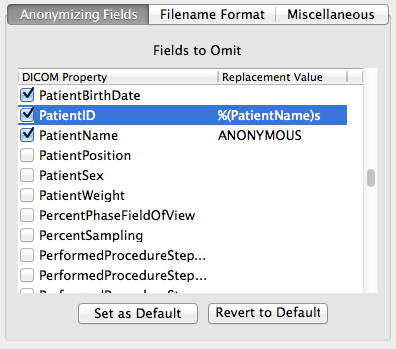 Anonymizing Fields Filename Format Miscellaneous
Fields to Omit
DICOM Property Replacement Value
PatientBirthDate
PatientID %(PatientName)s
PatientName ANONYMOUS
PatientPosition
PatientSex
PatientWeight
PercentPhaseFieldOfView
PercentSampling
PerformedProcedureStep...
PerformedProcedureStep...
Set as Default Revert to Default